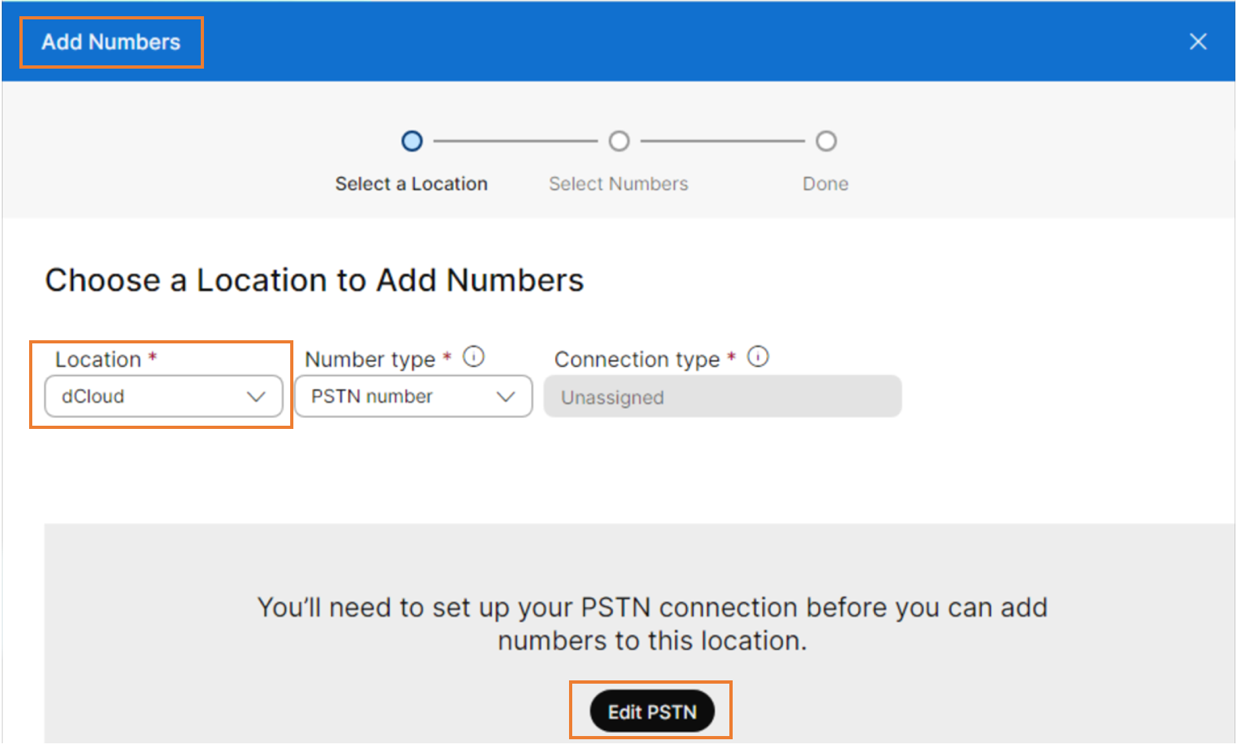 Add Numbers
Select a Location
Select Numbers
Done
Choose a Location to Add Numbers
Location *
Number type *
Connection type *
dCloud
PSTN number
Unassigned
You’ll need to set up your PSTN connection before you can add
numbers to this location.
Edit PSTN